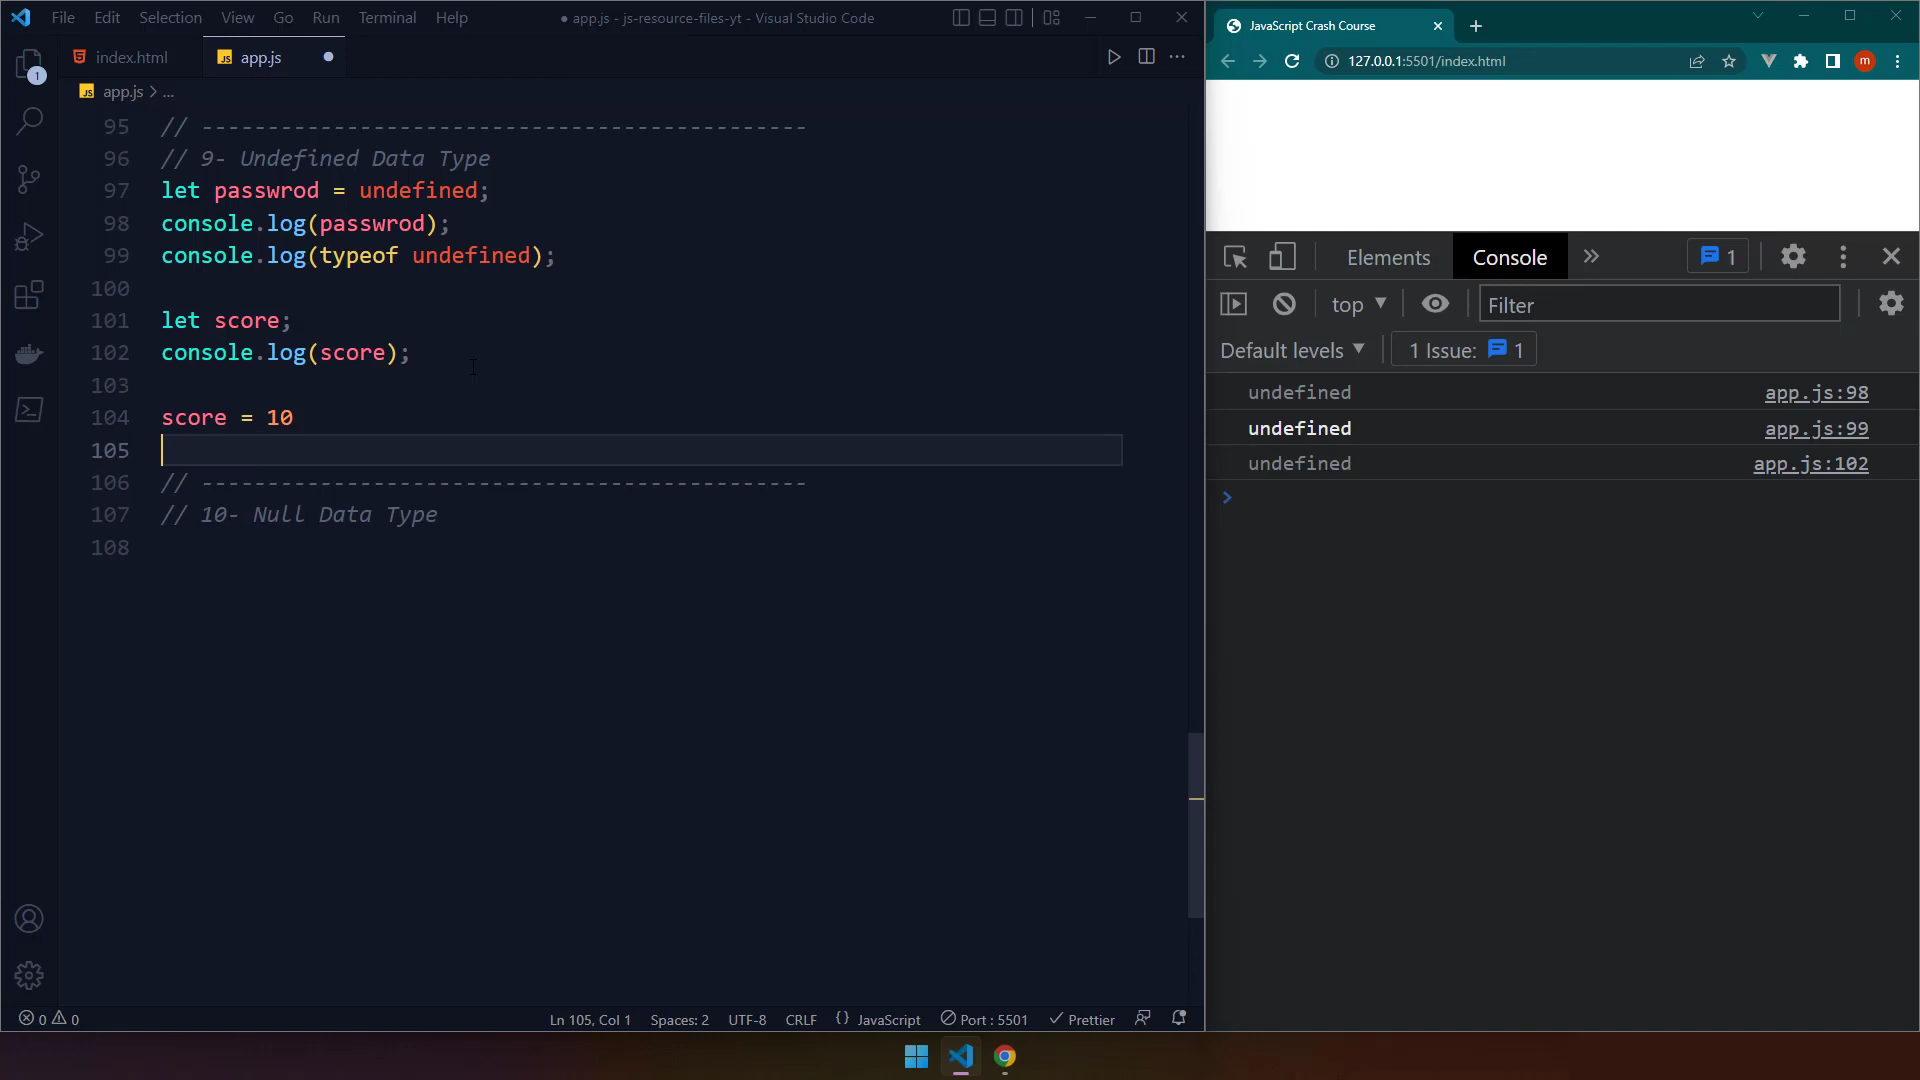 File Edit Selection View Go Run Terminal Help
● app.js - js-resource-files-yt - Visual Studio Code
index.html
JS app.js
JS app.js > ...
1
95 // ----------------------------------------------
96 // 9- Undefined Data Type
97 let passwrod = undefined;
98 console.log(passwrod);
99 console.log(typeof undefined);
100
101 let score;
102 console.log(score);
103
104 score = 10
105
106 // ----------------------------------------------
107 // 10- Null Data Type
108
0 0
Ln 105, Col 1 Spaces: 2 UTF-8 CRLF {} JavaScript Port : 5501 Prettier
JavaScript Crash Course
127.0.0.1:5501/index.html
m
Elements Console 1
top Filter
Default levels 1 Issue: 1
undefined app.js:98
undefined app.js:99
undefined app.js:102
>